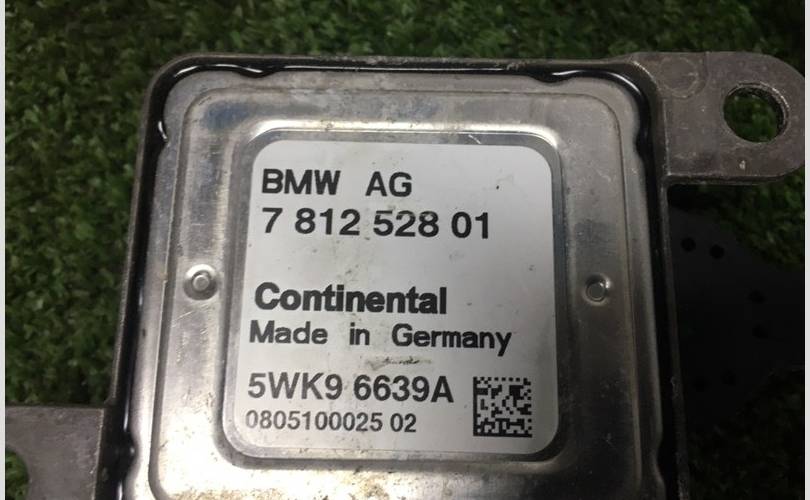 BMW AG
7 812 528 01
Continental
Made in Germany
5WK9 6639A
0805100025 02